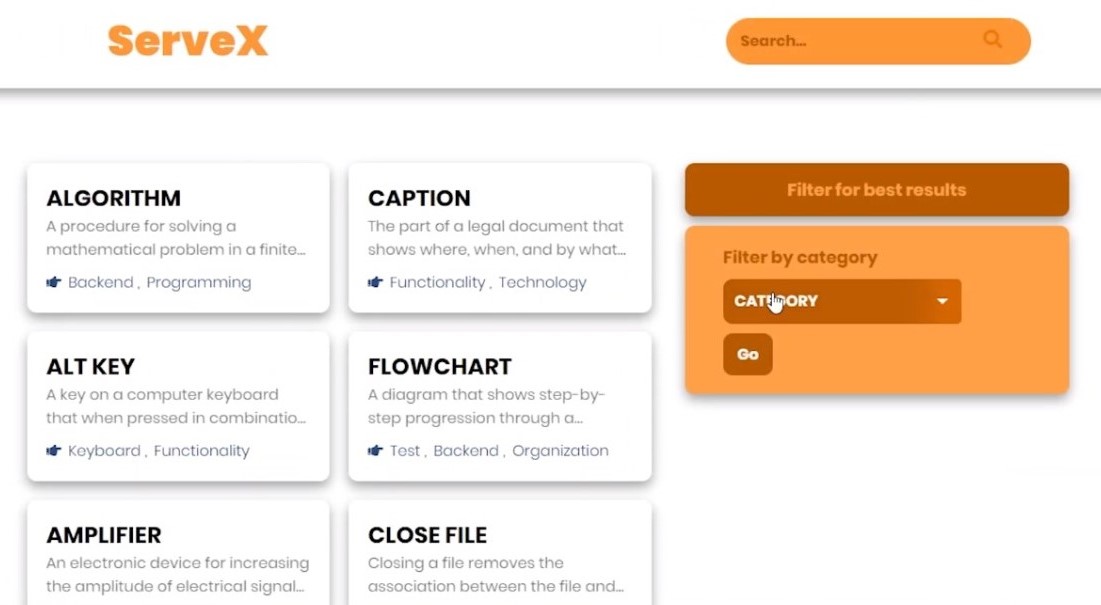 ServeX
Search...
ALGORITHM
A procedure for solving a
mathematical problem in a finite...
Backend , Programming
CAPTION
The part of a legal document that
shows where, when, and by what...
Functionality , Technology
ALT KEY
A key on a computer keyboard
that when pressed in combinatio...
Keyboard , Functionality
FLOWCHART
A diagram that shows step-by-
step progression through a...
Test , Backend , Organization
AMPLIFIER
An electronic device for increasing
the amplitude of electrical signal...
CLOSE FILE
Closing a file removes the
association between the file and...
Filter for best results
Filter by category
CATEGORY
Go